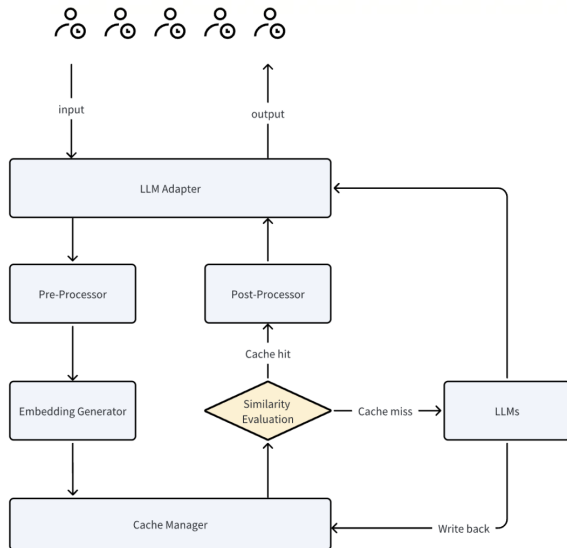 input
output
LLM Adapter
Pre-Processor
Post-Processor
Cache hit
Embedding Generator
Similarity
Evaluation
Cache miss
LLMs
Cache Manager
Write back